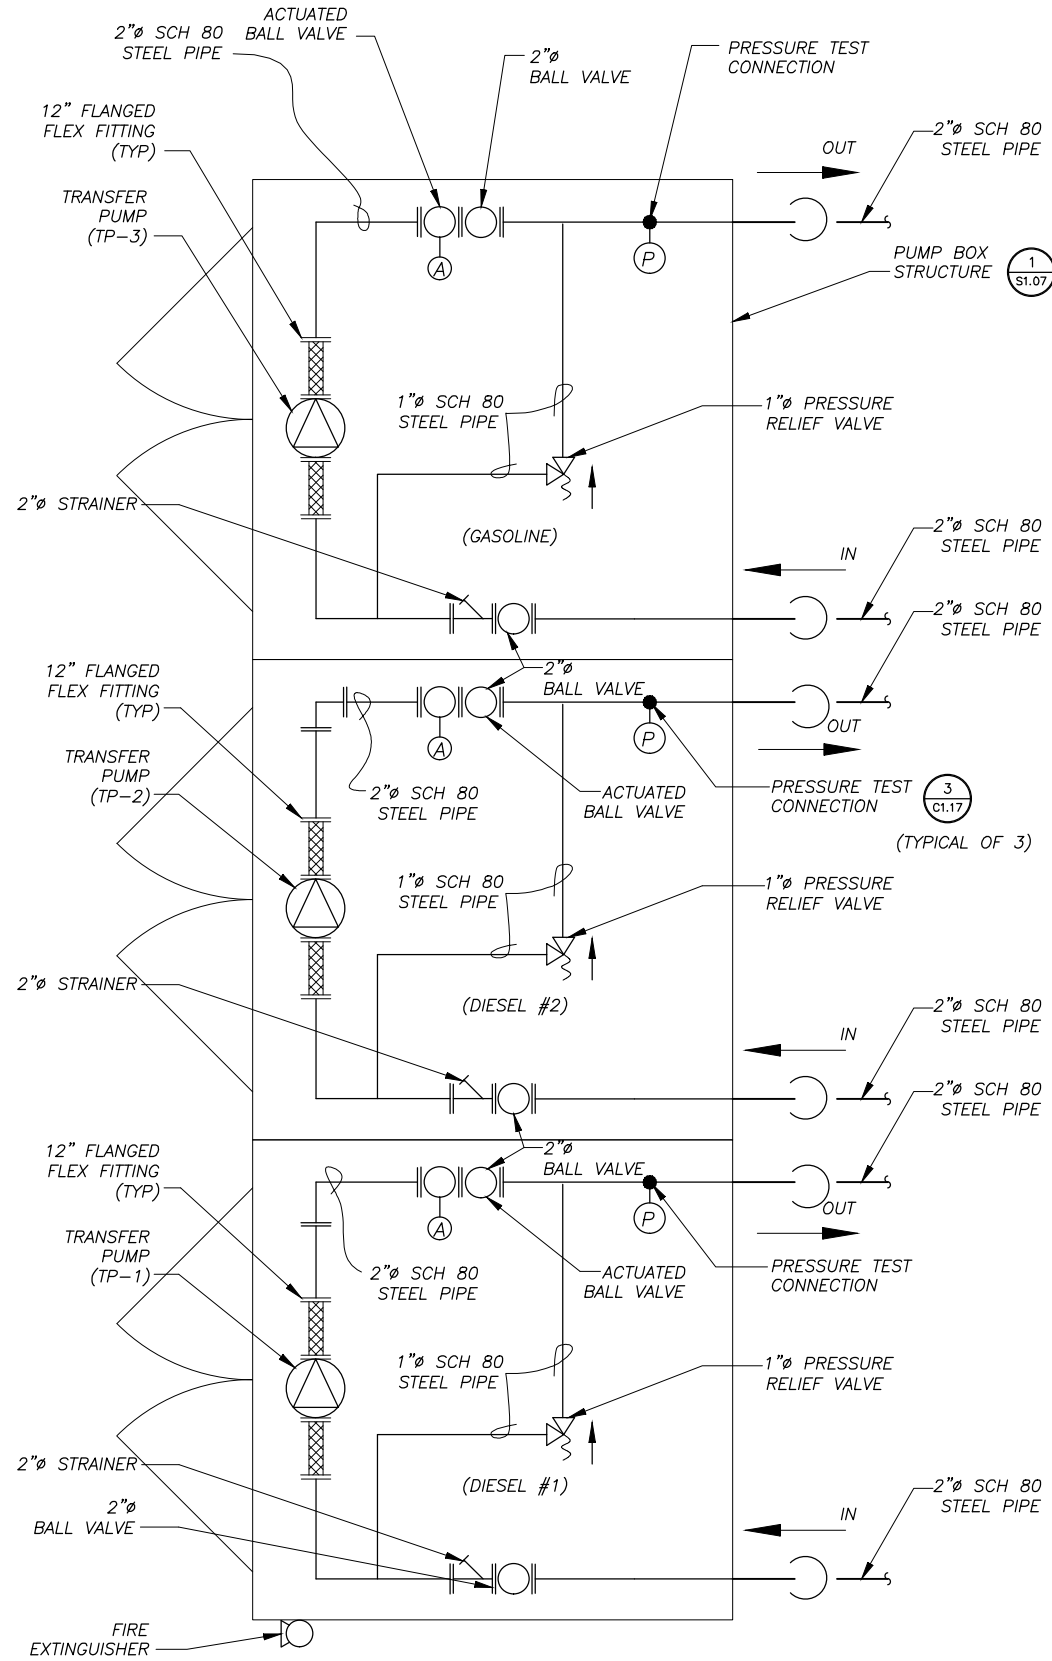 ACTUATED
BALL VALVE
2"ø SCH 80
STEEL PIPE
2"ø
BALL VALVE
PRESSURE TEST
CONNECTION
12" FLANGED
FLEX FITTING
(TYP)
2"ø SCH 80
STEEL PIPE
OUT
TRANSFER
PUMP
(TP-3)
A
P
PUMP BOX
STRUCTURE
1
S1.07
1"ø SCH 80
STEEL PIPE
1"ø PRESSURE
RELIEF VALVE
2"ø STRAINER
(GASOLINE)
2"ø SCH 80
STEEL PIPE
IN
2"ø SCH 80
STEEL PIPE
12" FLANGED
FLEX FITTING
(TYP)
2"ø
BALL VALVE
OUT
A
P
TRANSFER
PUMP
(TP-2)
2"ø SCH 80
STEEL PIPE
ACTUATED
BALL VALVE
PRESSURE TEST
CONNECTION
3
C1.17
(TYPICAL OF 3)
1"ø SCH 80
STEEL PIPE
1"ø PRESSURE
RELIEF VALVE
2"ø STRAINER
(DIESEL #2)
2"ø SCH 80
STEEL PIPE
IN
2"ø SCH 80
STEEL PIPE
12" FLANGED
FLEX FITTING
(TYP)
2"ø
BALL VALVE
OUT
A
P
TRANSFER
PUMP
(TP-1)
2"ø SCH 80
STEEL PIPE
ACTUATED
BALL VALVE
PRESSURE TEST
CONNECTION
1"ø SCH 80
STEEL PIPE
1"ø PRESSURE
RELIEF VALVE
2"ø STRAINER
(DIESEL #1)
2"ø SCH 80
STEEL PIPE
2"ø
BALL VALVE
IN
FIRE
EXTINGUISHER